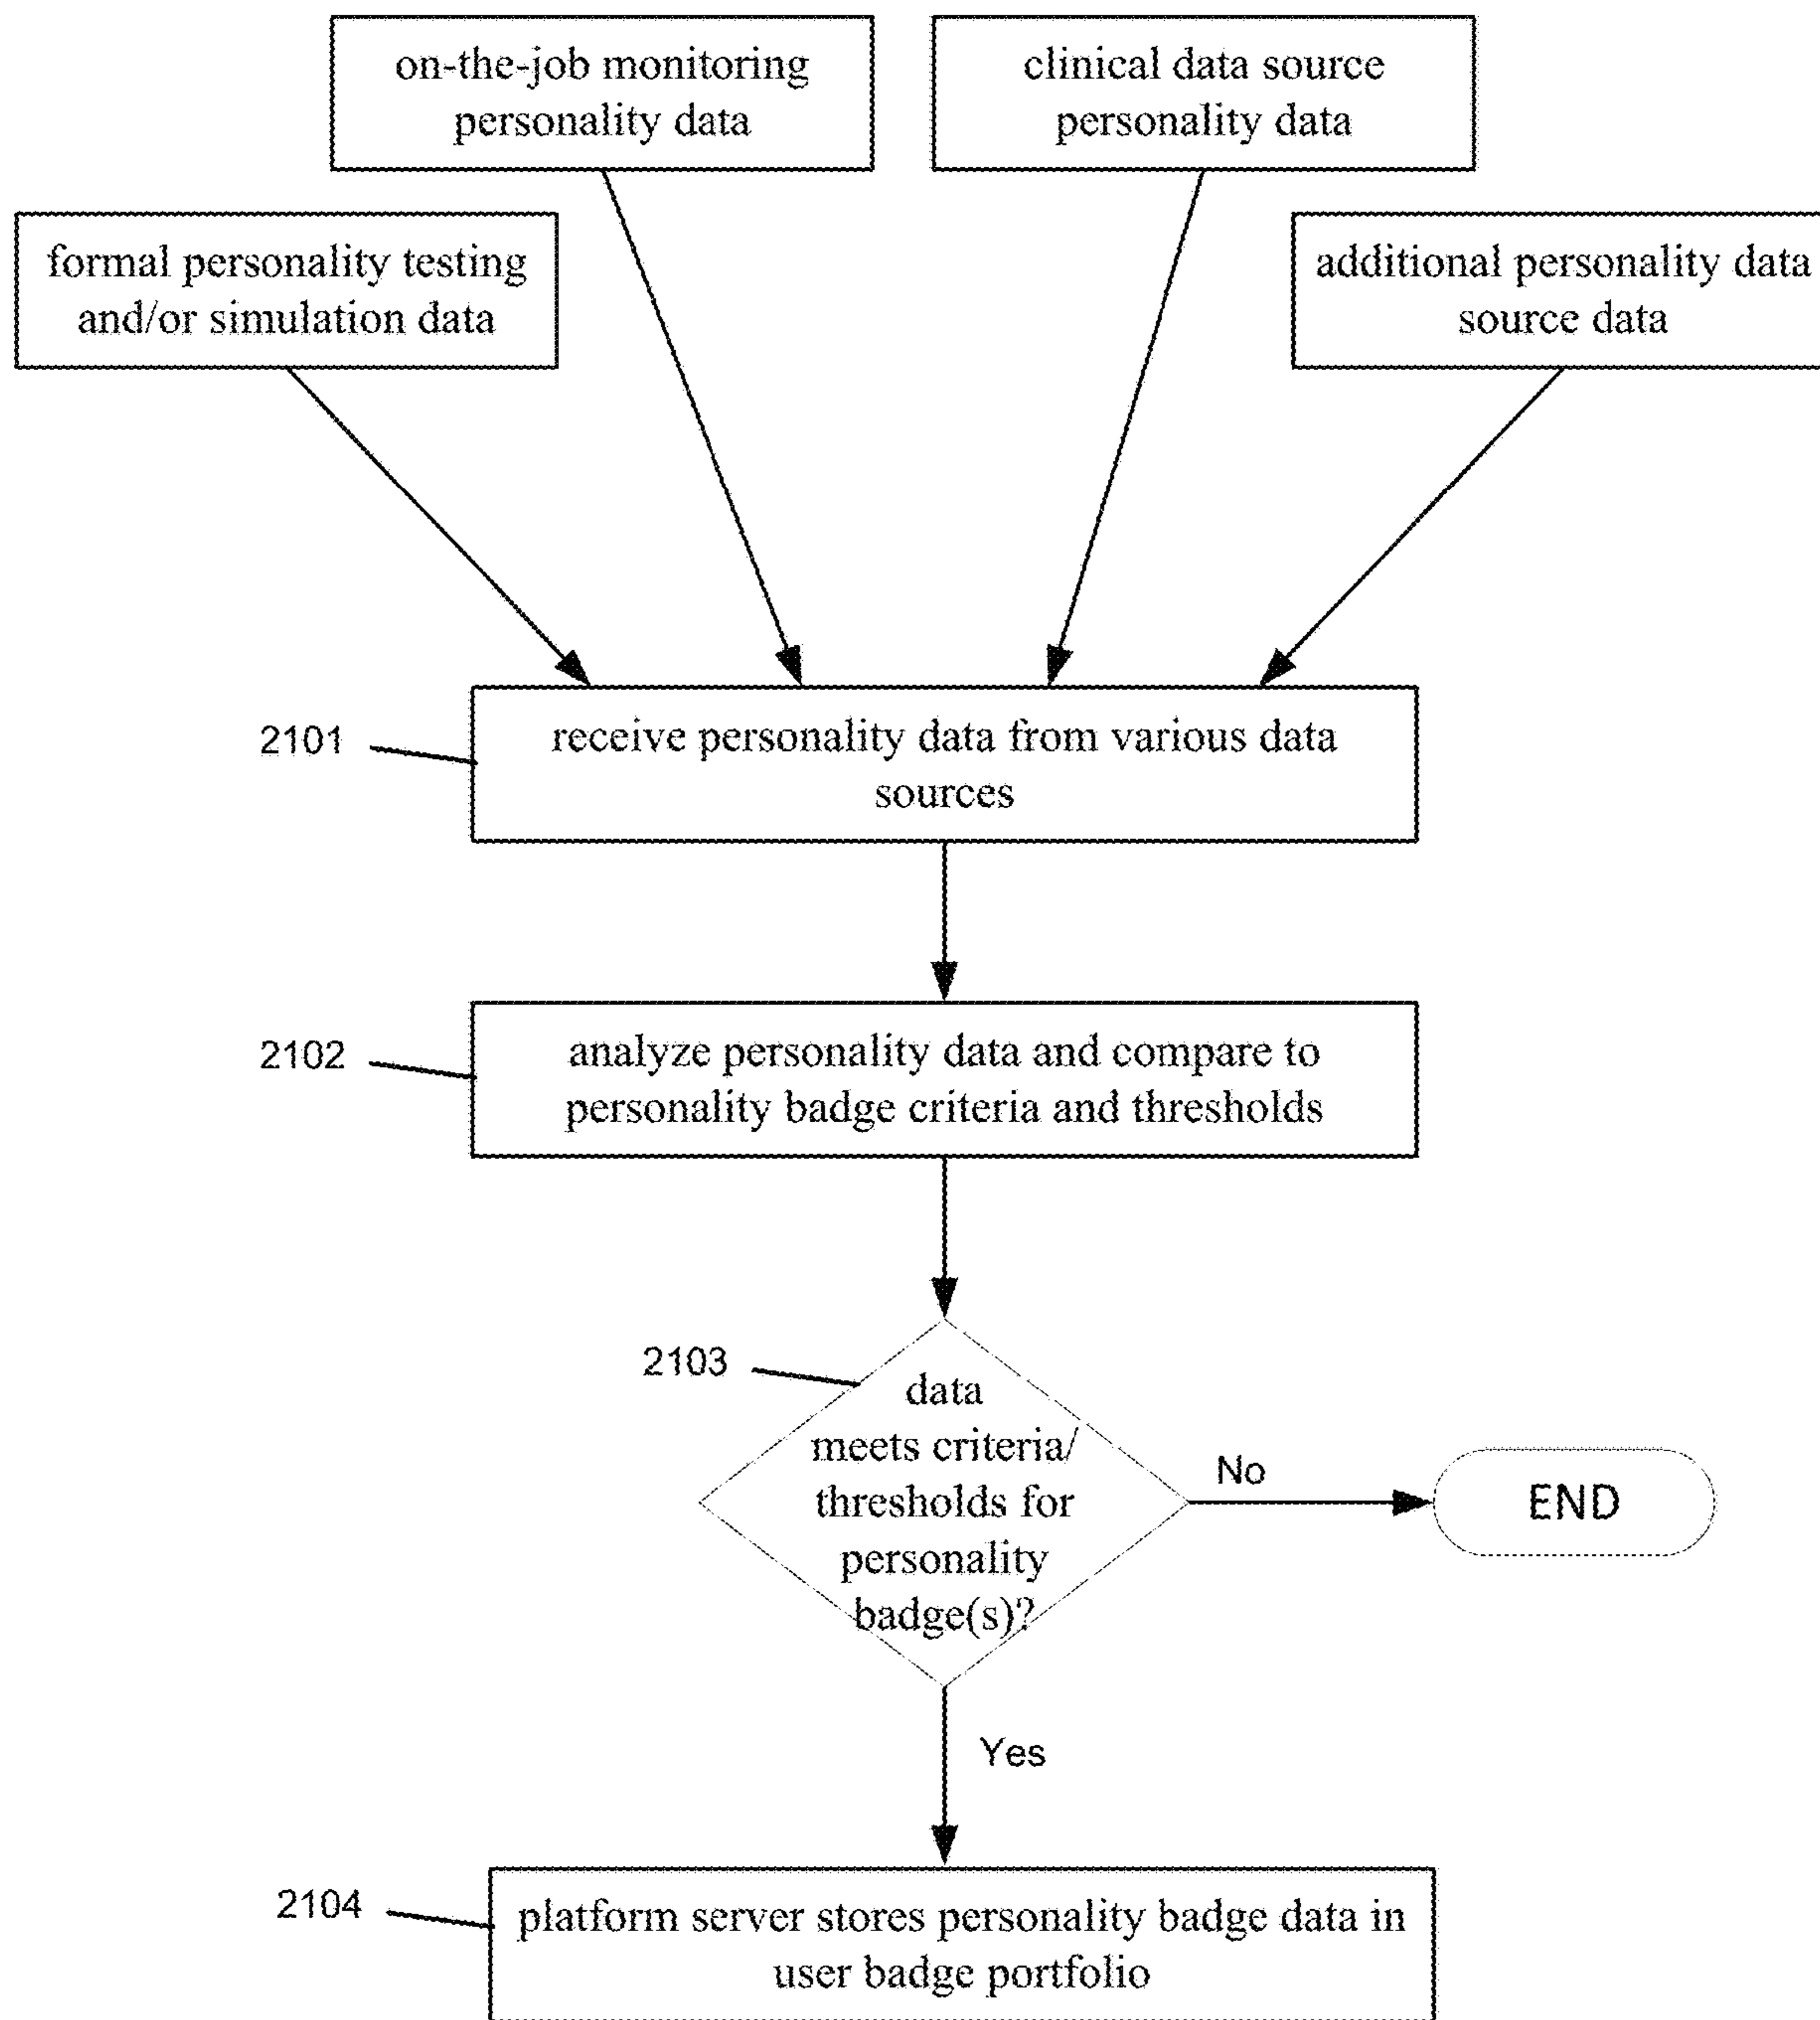 on-the-job monitoring
personality data
clinical data source
personality data
formal personality testing
and/or simulation data
additional personality data
source data
2101
receive personality data from various data
sources
2102
analyze personality data and compare to
personality badge criteria and thresholds
2103
data
meets criteria/
thresholds for
personality
badge(s)?
No
END
Yes
2104
platform server stores personality badge data in
user badge portfolio